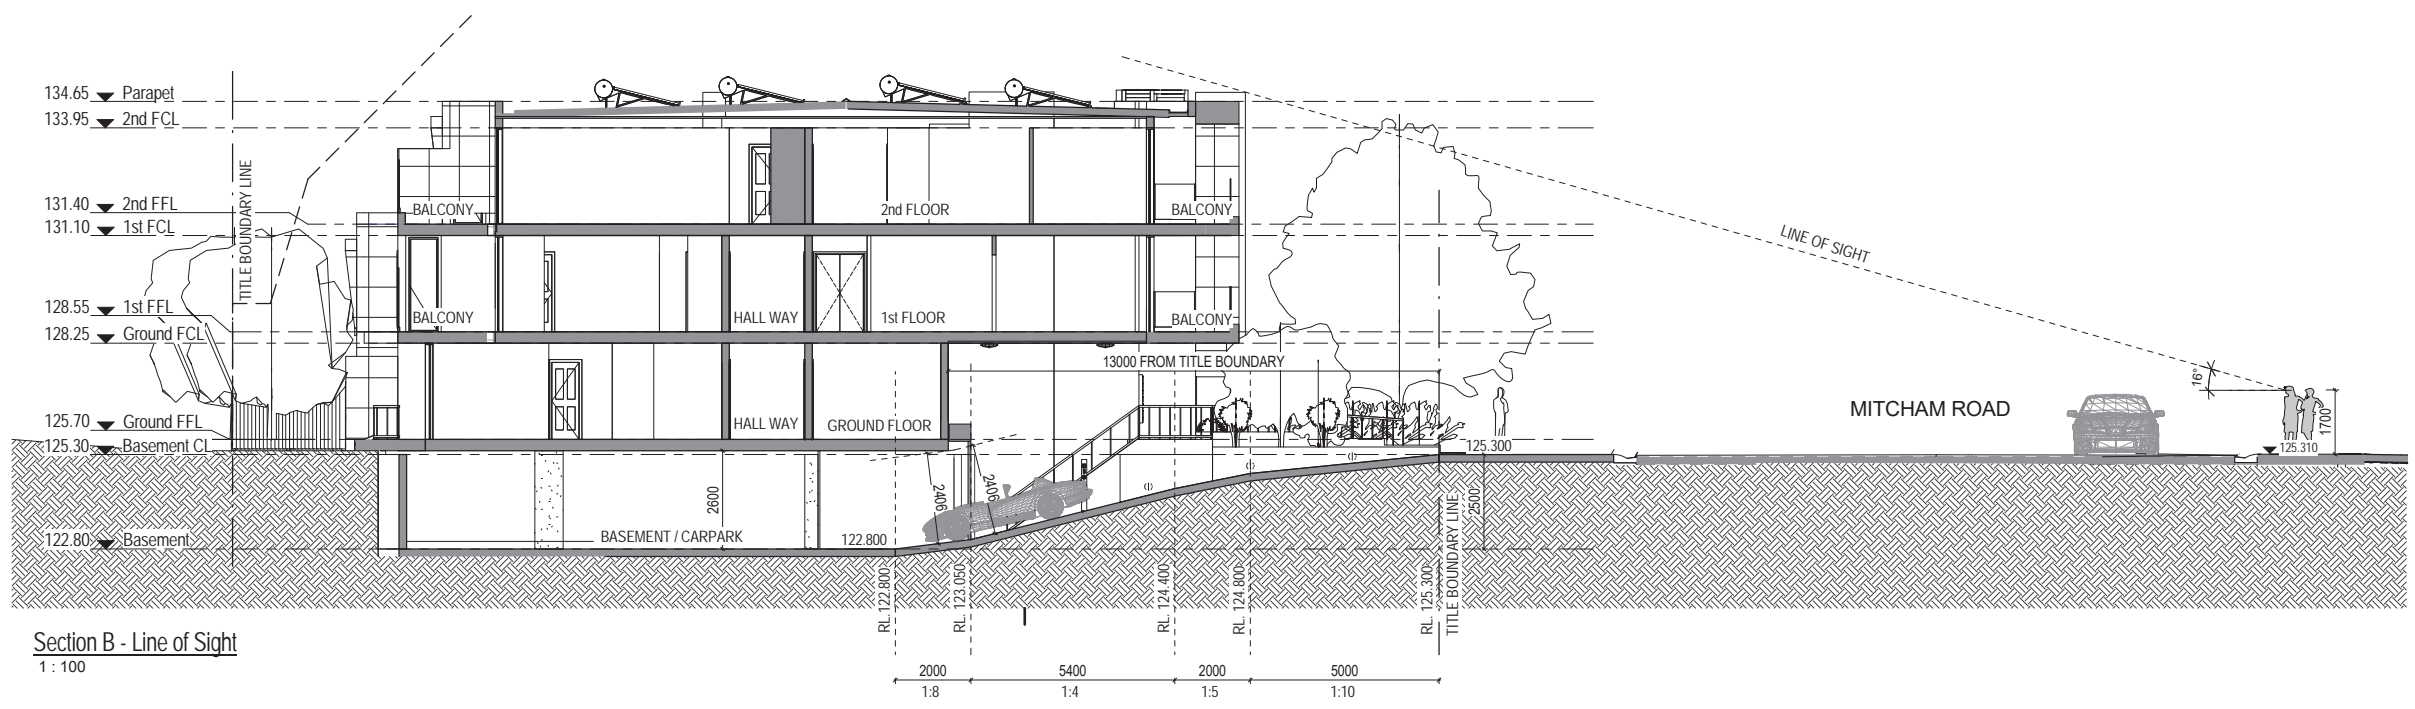 134.65 Parapet
133.95 2nd FCL
131.40 2nd FFL
131.10 1st FCL
128.55 1st FFL
128.25 Ground FCL
125.70 Ground FFL
125.30 Basement CL
122.80 Basement
TITLE BOUNDARY LINE
BALCONY
2nd FLOOR
BALCONY
BALCONY
HALL WAY
1st FLOOR
BALCONY
13000 FROM TITLE BOUNDARY
HALL WAY
GROUND FLOOR
2600
BASEMENT / CARPARK
122.800
2406
2406
LINE OF SIGHT
16°
MITCHAM ROAD
1700
125.310
125.300
2500
TITLE BOUNDARY LINE
RL. 122.800
RL. 123.050
RL. 124.400
RL. 124.800
RL. 125.300
2000
5400
2000
5000
1:8
1:4
1:5
1:10
Section B - Line of Sight
1 : 100